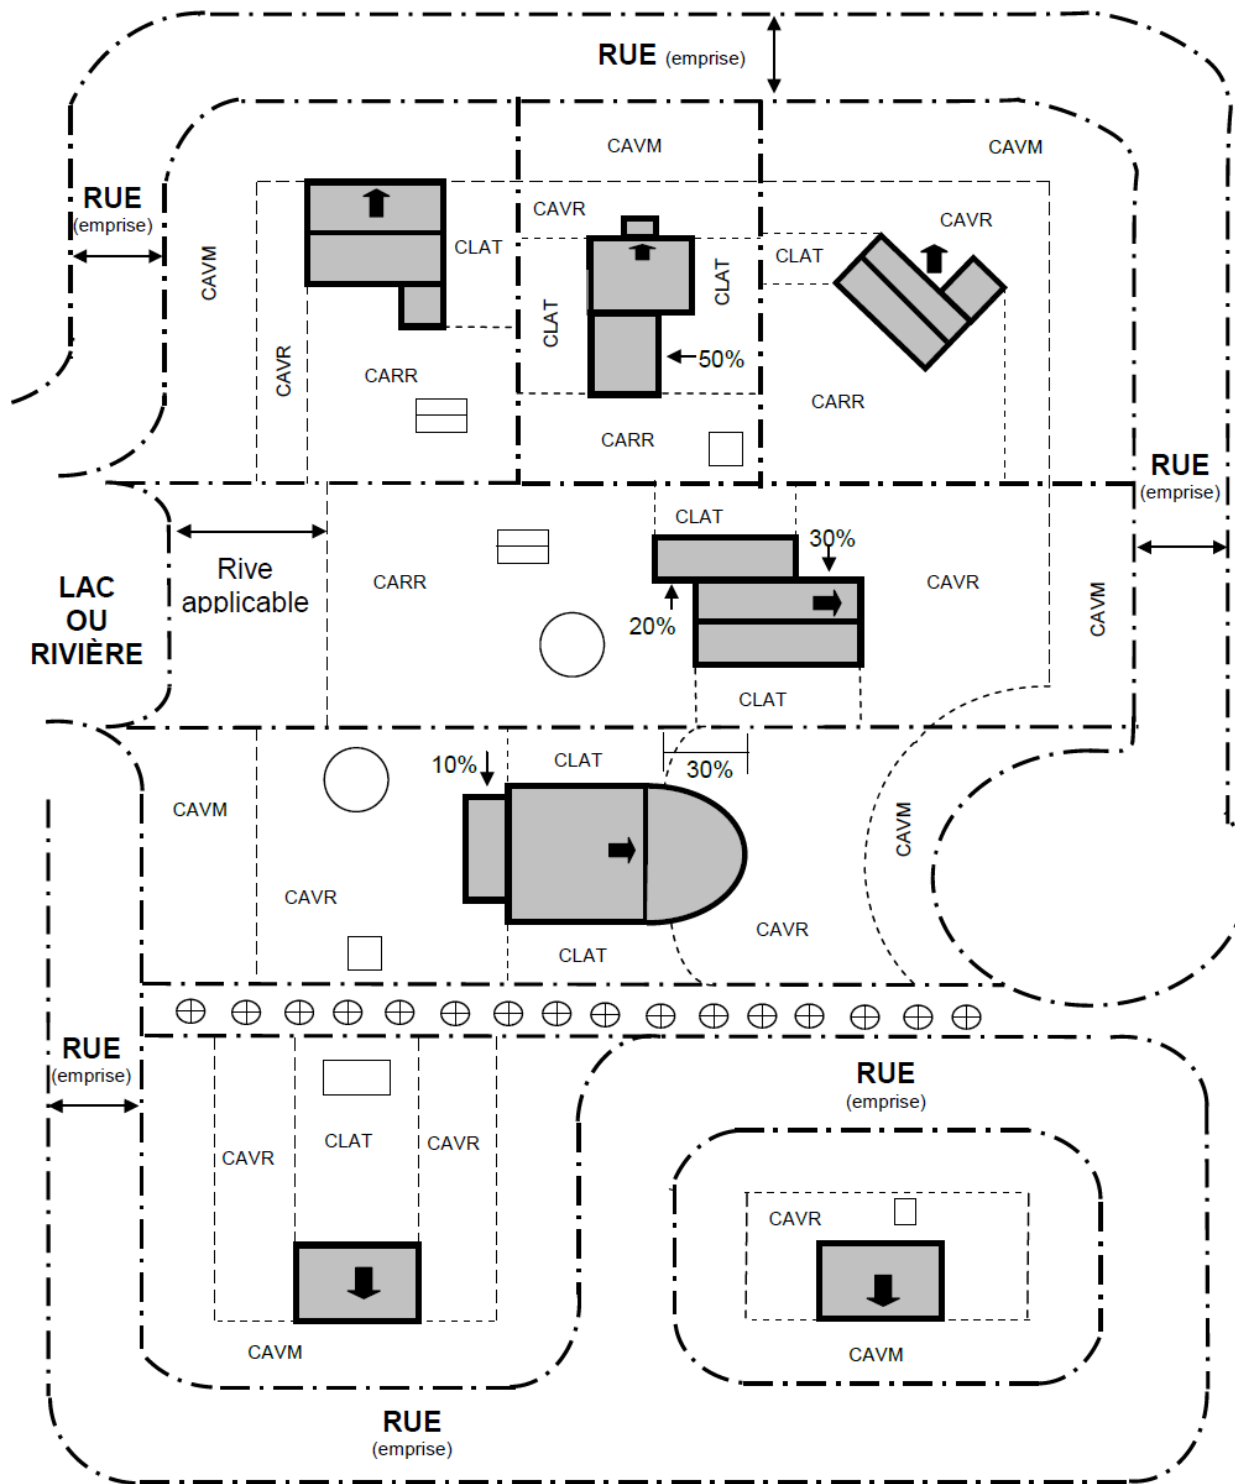 RUE (emprise)
CAVM
CAVM
RUE
(emprise)
CAVR
CAVR
CLAT
CLAT
CAVM
CLAT
CLAT
CAVR
50%
CARR
CARR
CARR
RUE
(emprise)
CLAT
30%
Rive
applicable
CARR
CAVR
LAC
OU
RIVIÈRE
CAVM
20%
CLAT
10%
CLAT
30%
CAVM
CAVM
CAVR
CAVR
CLAT
RUE
(emprise)
RUE
(emprise)
CAVR
CLAT
CAVR
CAVR
CAVM
CAVM
RUE
(emprise)